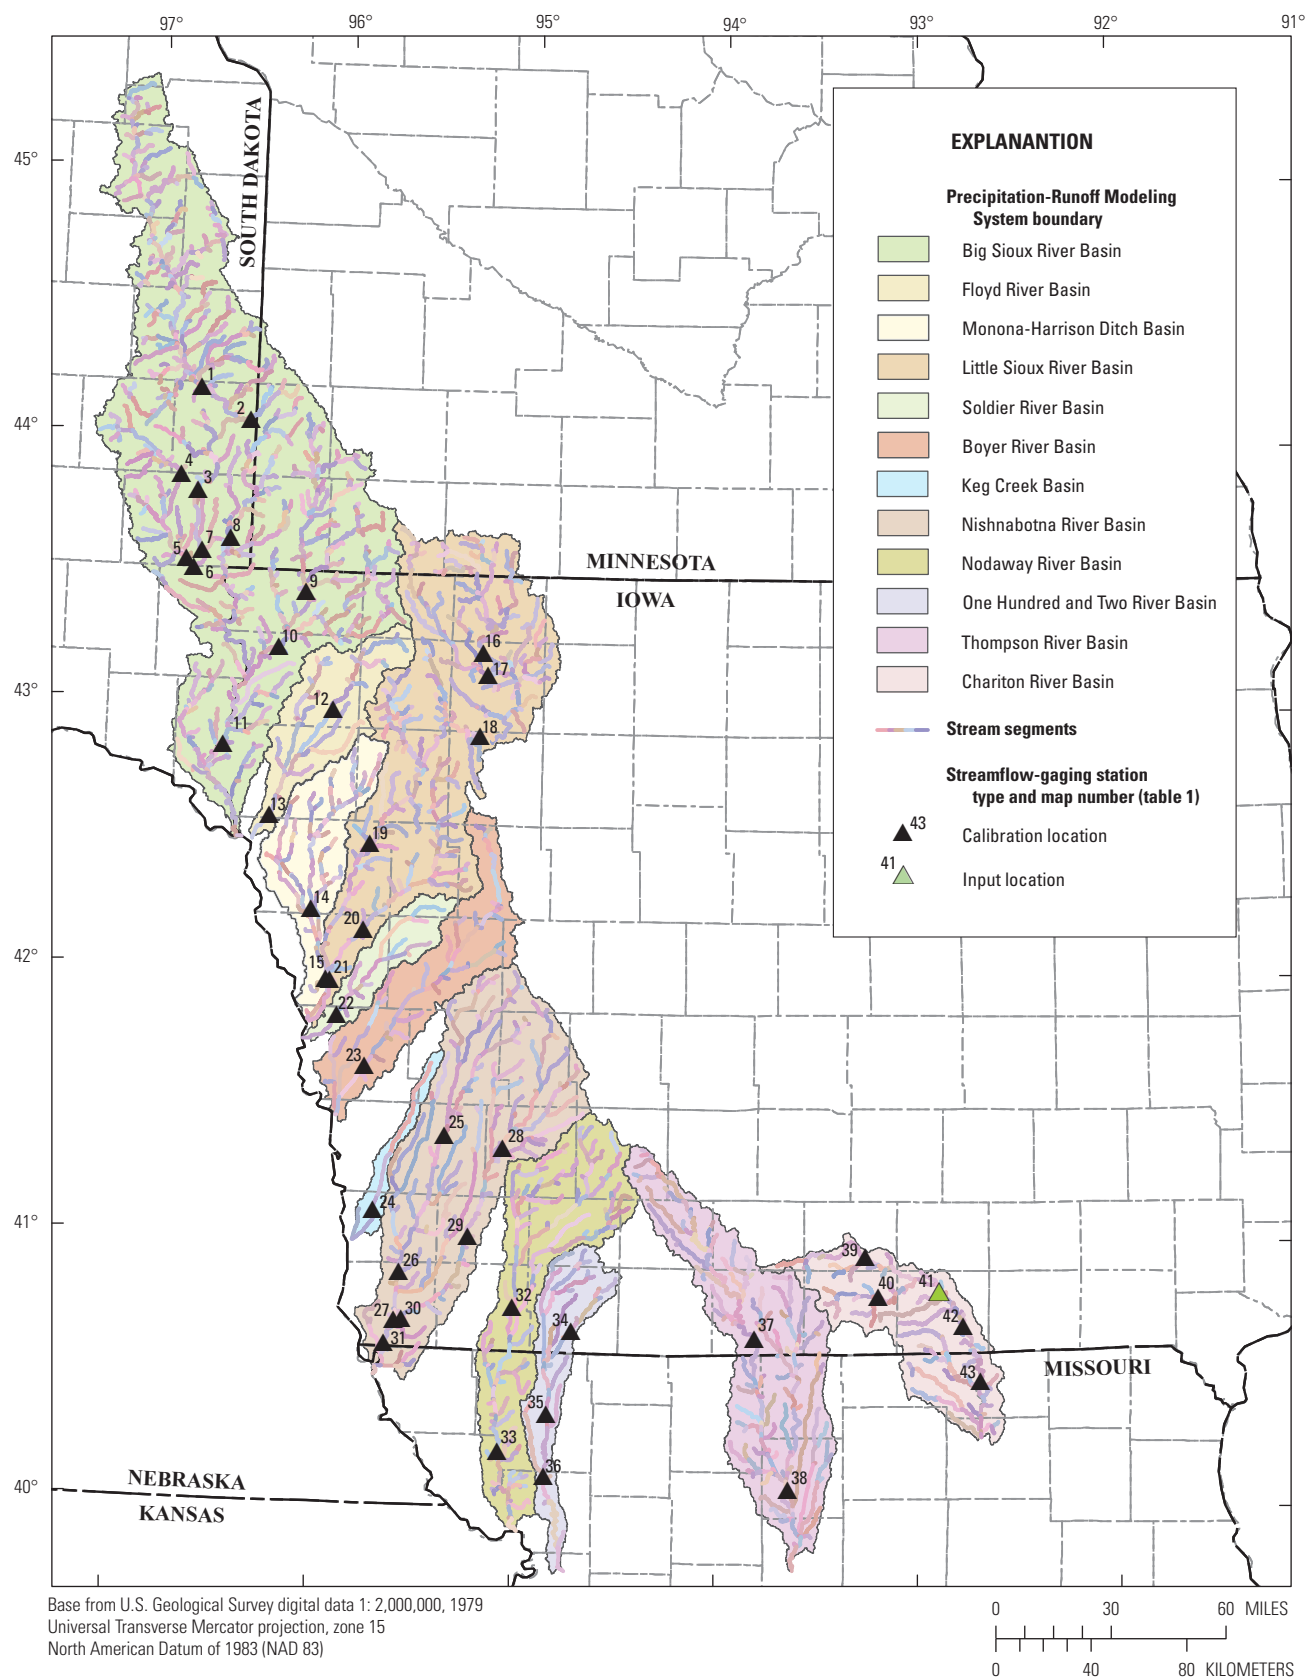 97° 96° 95° 94° 93° 92° 91°
45°
44°
43°
42°
41°
40°
SOUTH DAKOTA
MINNESOTA
IOWA
MISSOURI
NEBRASKA
KANSAS
1
2
4
3
8
7
5
6
9
10
11
12
13
14
15
16
17
18
19
20
21
22
23
24
25
26
27
28
29
30
31
32
33
34
35
36
37
38
39
40
41
42
43
EXPLANANTION
Precipitation-Runoff Modeling
System boundary
Big Sioux River Basin
Floyd River Basin
Monona-Harrison Ditch Basin
Little Sioux River Basin
Soldier River Basin
Boyer River Basin
Keg Creek Basin
Nishnabotna River Basin
Nodaway River Basin
One Hundred and Two River Basin
Thompson River Basin
Chariton River Basin
Stream segments
Streamflow-gaging station
type and map number (table 1)
43
Calibration location
41
Input location
Base from U.S. Geological Survey digital data 1: 2,000,000, 1979
Universal Transverse Mercator projection, zone 15
North American Datum of 1983 (NAD 83)
0 30 60 MILES
0 40 80 KILOMETERS